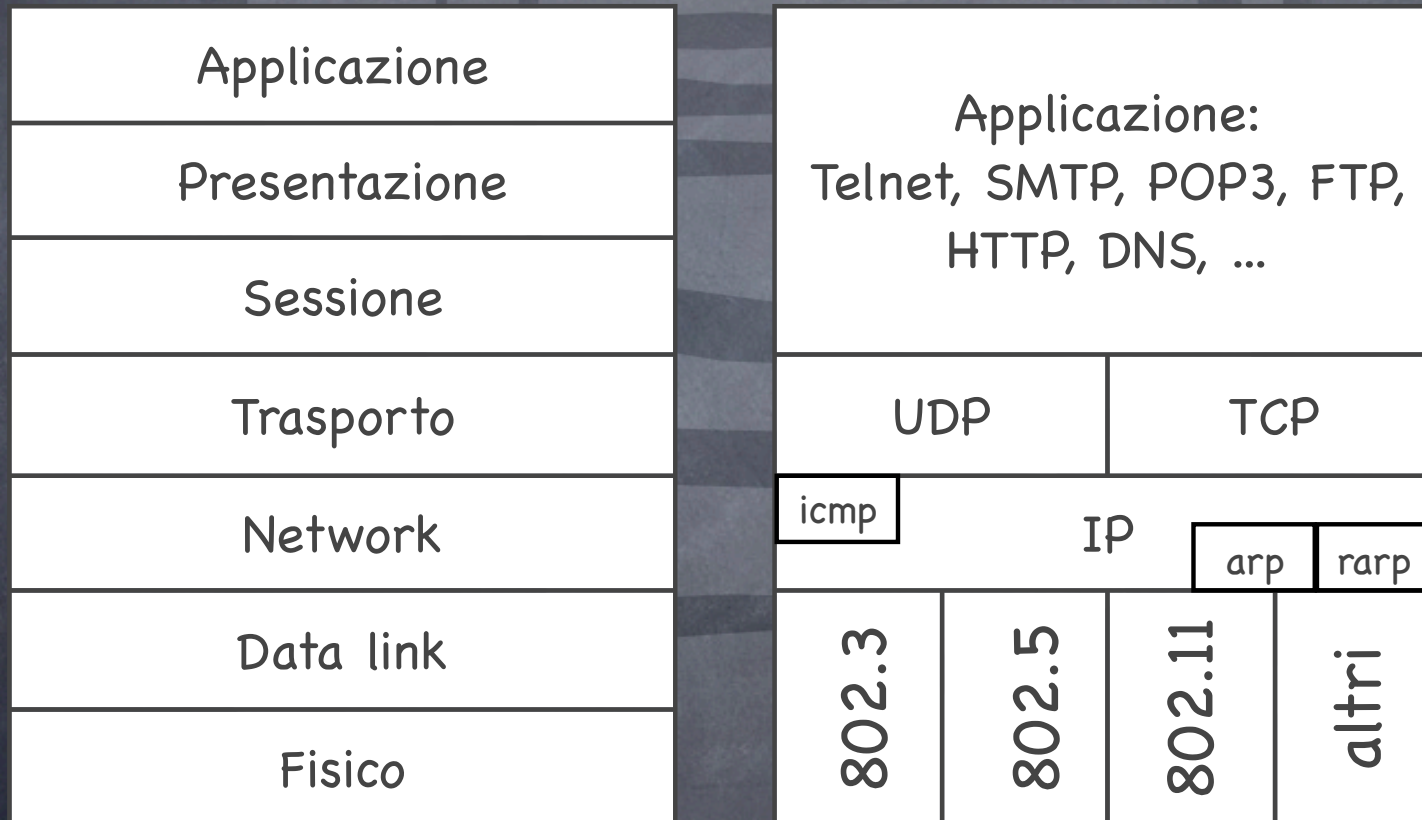 Applicazione
Presentazione
Sessione
Trasporto
Network
Data link
Fisico
Applicazione:
Telnet, SMTP, POP3, FTP,
HTTP, DNS, ...
UDP
TCP
icmp
IP
arp
rarp
802.3
802.5
802.11
altri